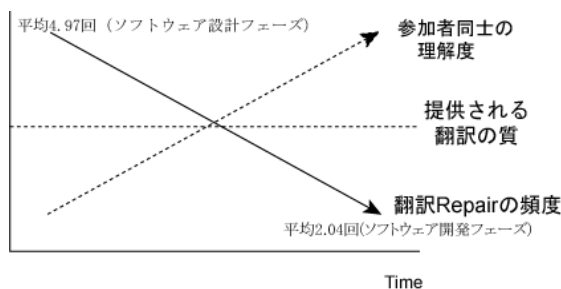 平均4.97回（ソフトウェア設計フェーズ）
参加者同士の
理解度
提供される
翻訳の質
翻訳Repairの頻度
平均2.04回(ソフトウェア開発フェーズ)
Time